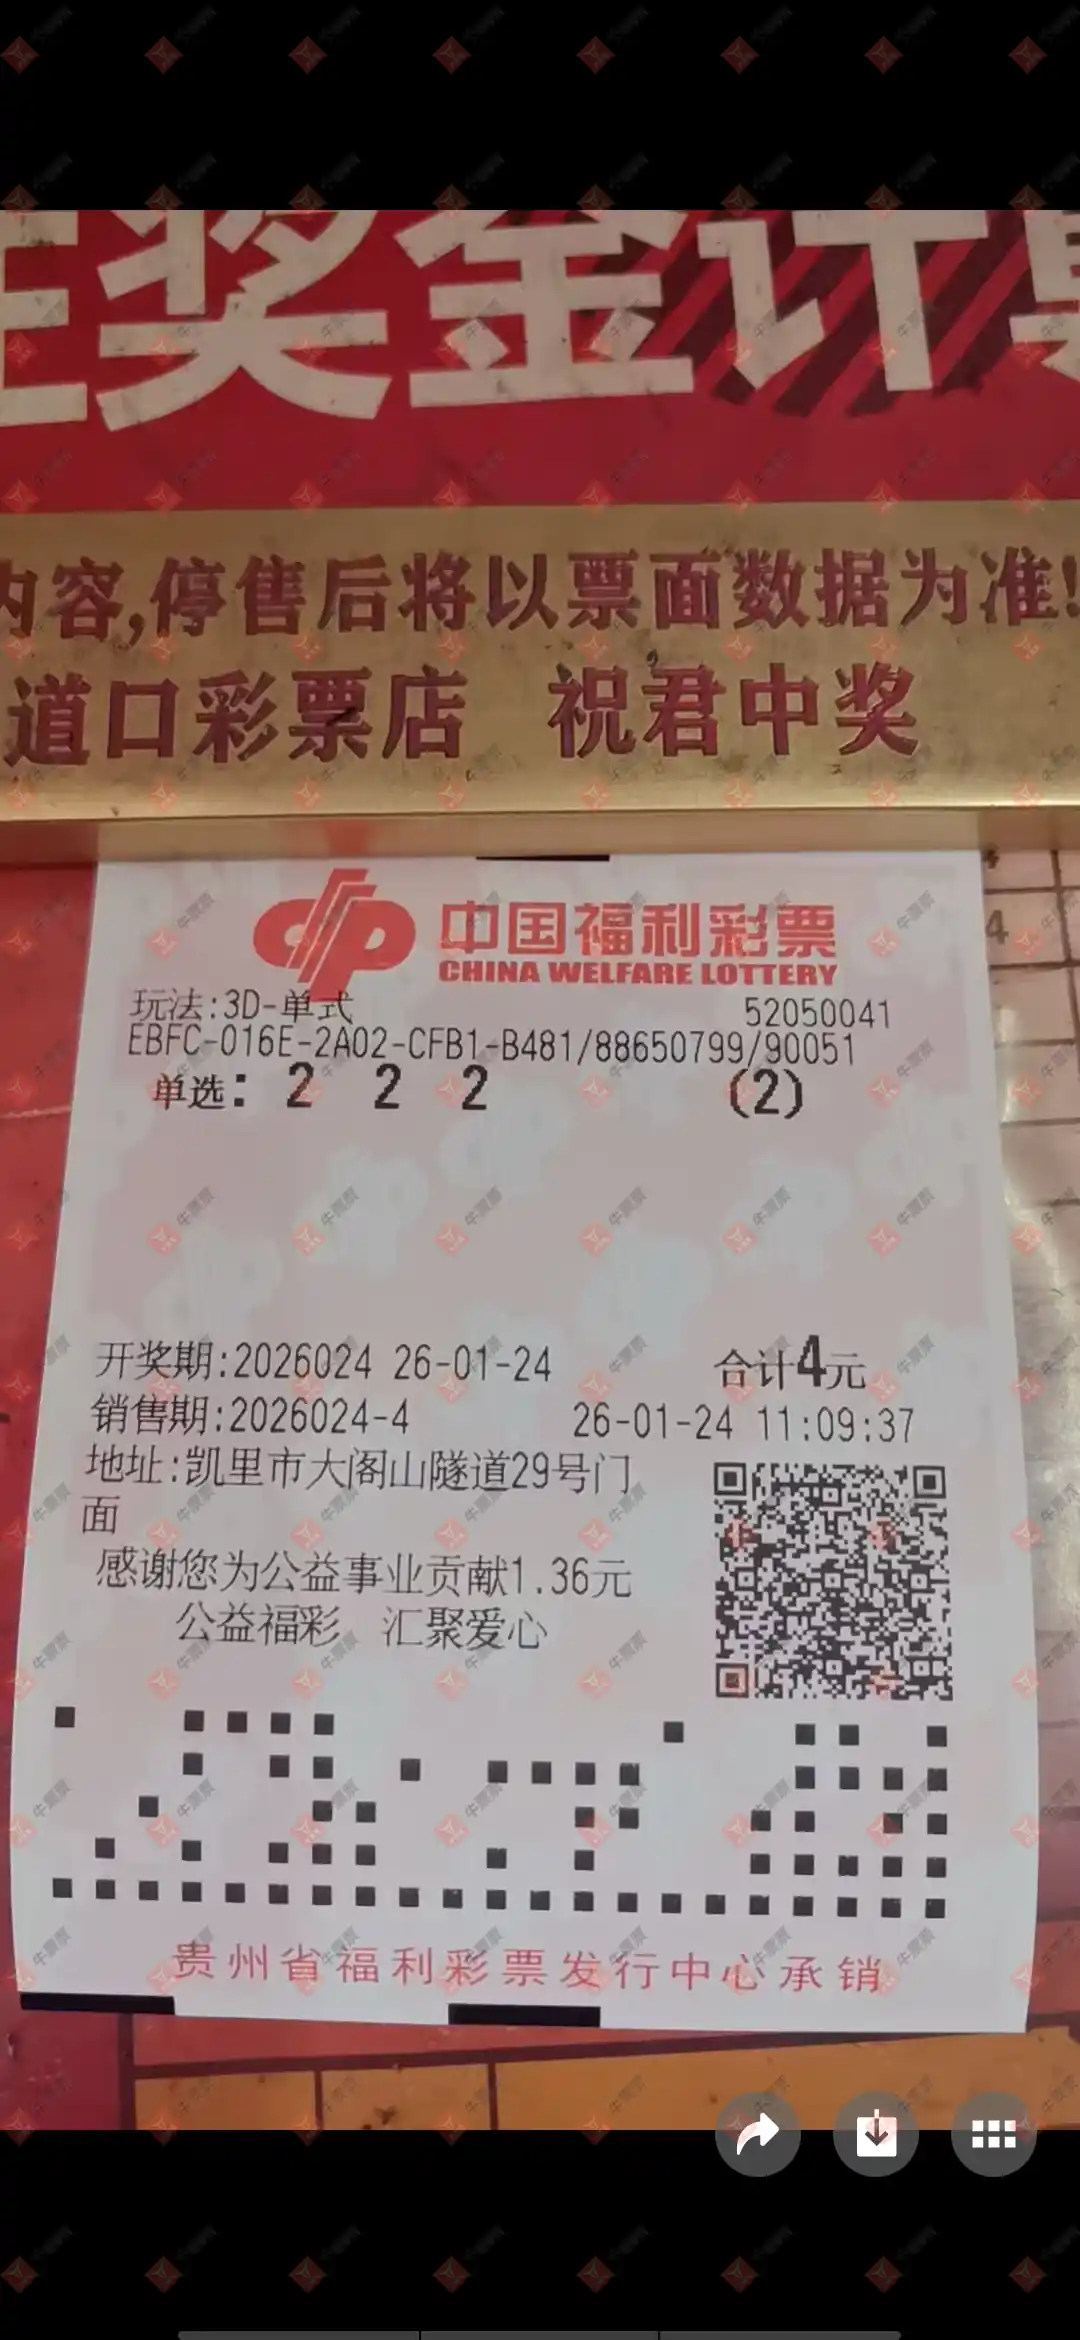 奖金计
内容,停售后将以票面数据为准!
道口彩票店 祝君中奖
中国福利彩票
CHINA WELFARE LOTTERY
玩法:3D-单式 52050041
EBFC-016E-2A02-CFB1-B481/88650799/90051
单选: 2 2 2 (2)
开奖期:2026024 26-01-24 合计4元
销售期:2026024-4 26-01-24 11:09:37
地址:凯里市大阁山隧道29号门
面
感谢您为公益事业贡献1.36元
公益福彩 汇聚爱心
贵州省福利彩票发行中心承销
牛票票